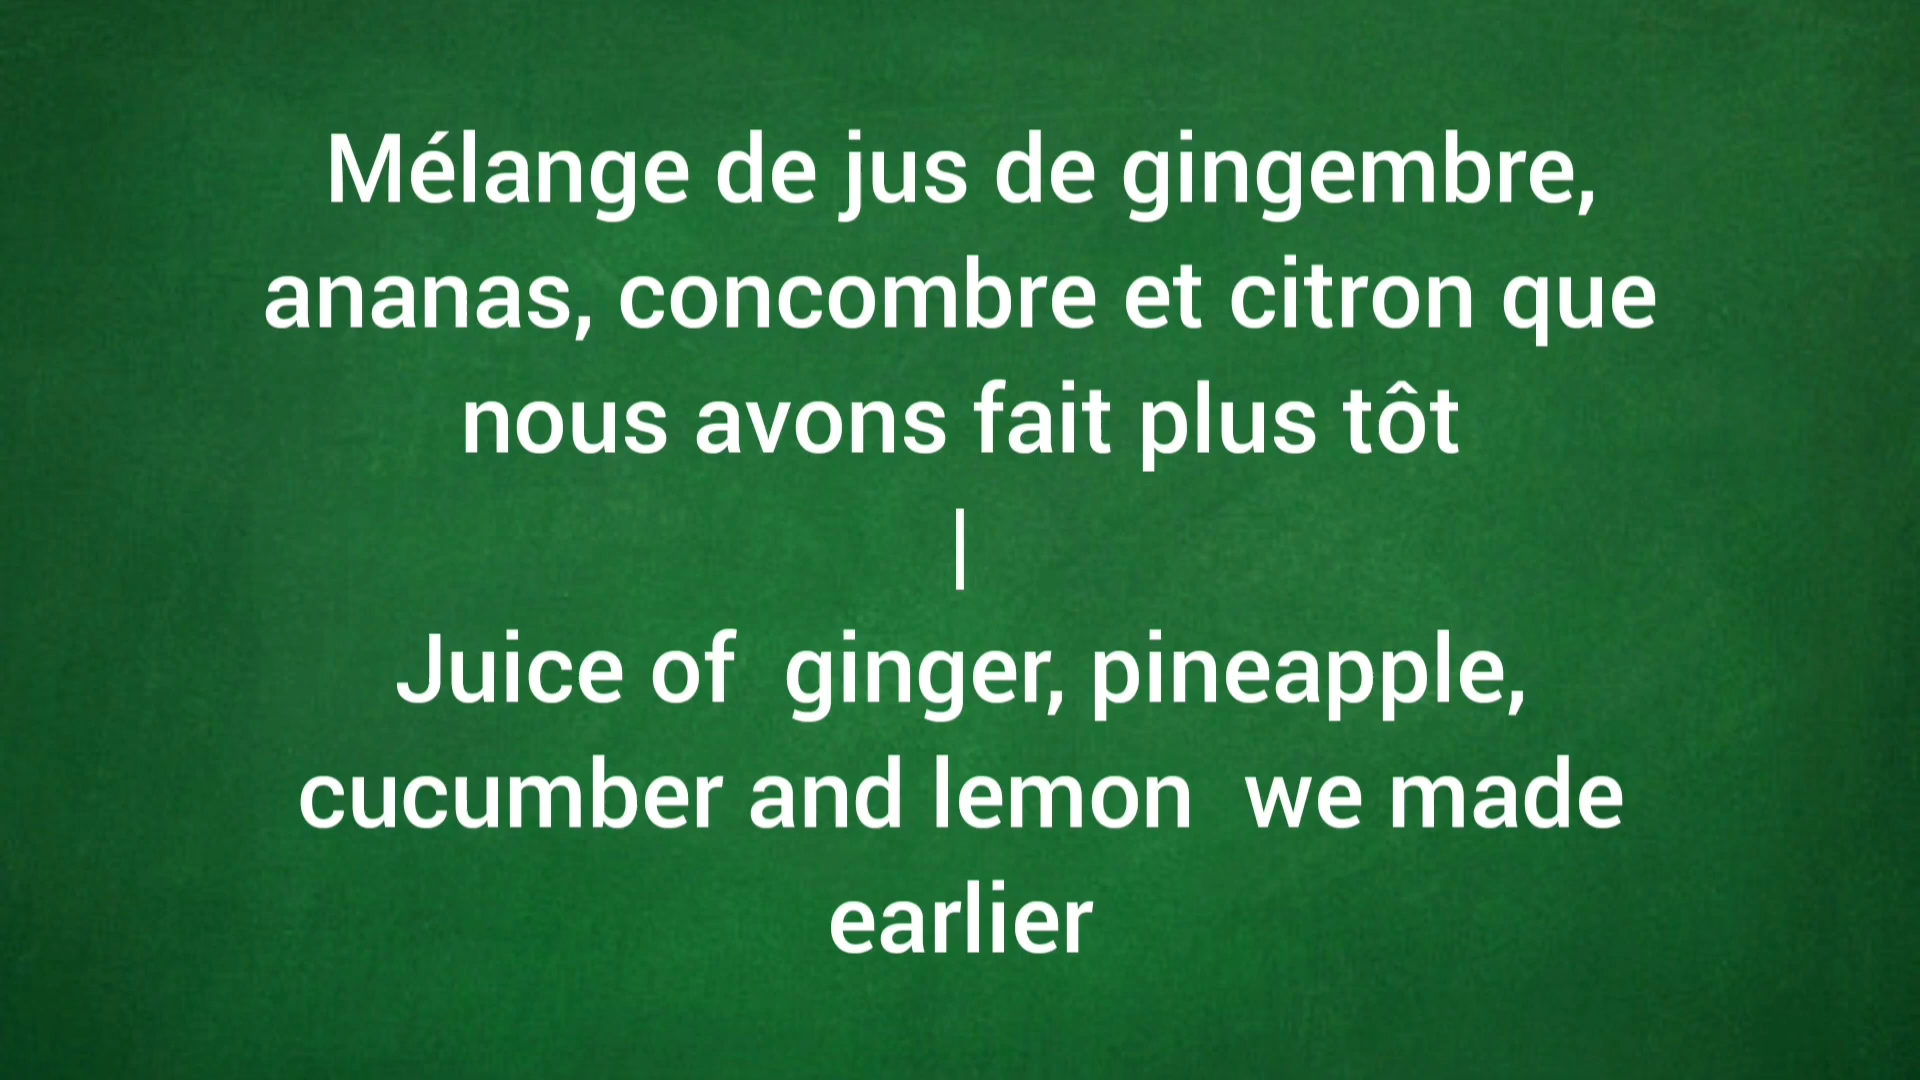 Mélange de jus de gingembre,
ananas, concombre et citron que
nous avons fait plus tôt
|
Juice of  ginger, pineapple,
cucumber and lemon  we made
earlier